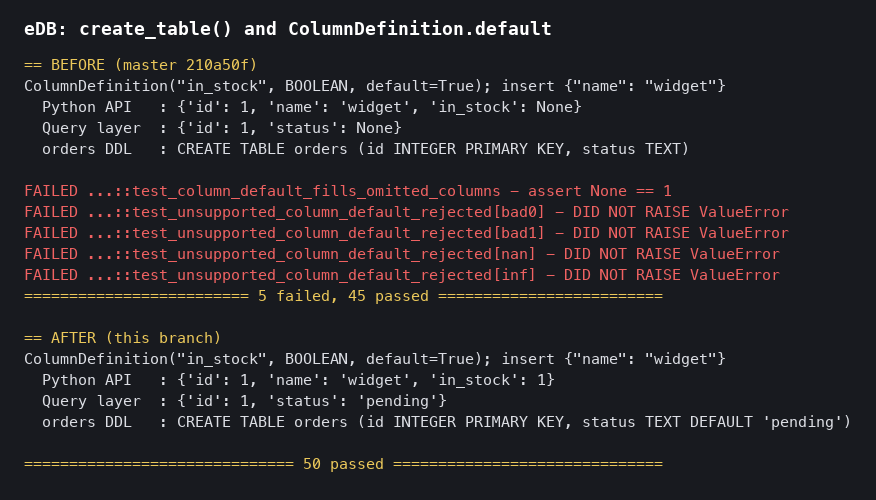 eDB: create_table() and ColumnDefinition.default
== BEFORE (master 210a50f)
ColumnDefinition("in_stock", BOOLEAN, default=True); insert {"name": "widget"}
Python API   : {'id': 1, 'name': 'widget', 'in_stock': None}
Query layer  : {'id': 1, 'status': None}
orders DDL   : CREATE TABLE orders (id INTEGER PRIMARY KEY, status TEXT)
FAILED ...::test_column_default_fills_omitted_columns – assert None == 1
FAILED ...::test_unsupported_column_default_rejected[bad0] – DID NOT RAISE ValueError
FAILED ...::test_unsupported_column_default_rejected[bad1] – DID NOT RAISE ValueError
FAILED ...::test_unsupported_column_default_rejected[nan] – DID NOT RAISE ValueError
FAILED ...::test_unsupported_column_default_rejected[inf] – DID NOT RAISE ValueError
========================= 5 failed, 45 passed =========================
== AFTER (this branch)
ColumnDefinition("in_stock", BOOLEAN, default=True); insert {"name": "widget"}
Python API   : {'id': 1, 'name': 'widget', 'in_stock': 1}
Query layer  : {'id': 1, 'status': 'pending'}
orders DDL   : CREATE TABLE orders (id INTEGER PRIMARY KEY, status TEXT DEFAULT 'pending')
============================== 50 passed ==============================